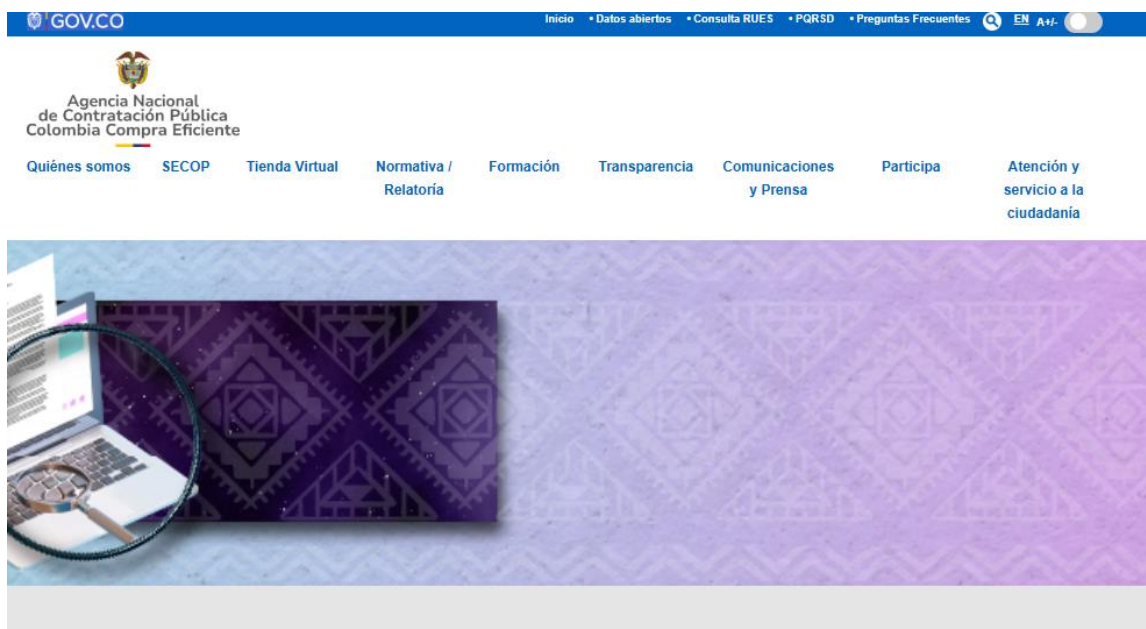 GOV.CO
Inicio • Datos abiertos • Consulta RUES • PQRSD • Preguntas Frecuentes EN A+/-
Agencia Nacional
de Contratación Pública
Colombia Compra Eficiente
Quiénes somos SECOP Tienda Virtual Normativa / Formación Transparencia Comunicaciones Participa Atención y
Relatoría y Prensa servicio a la
ciudadanía